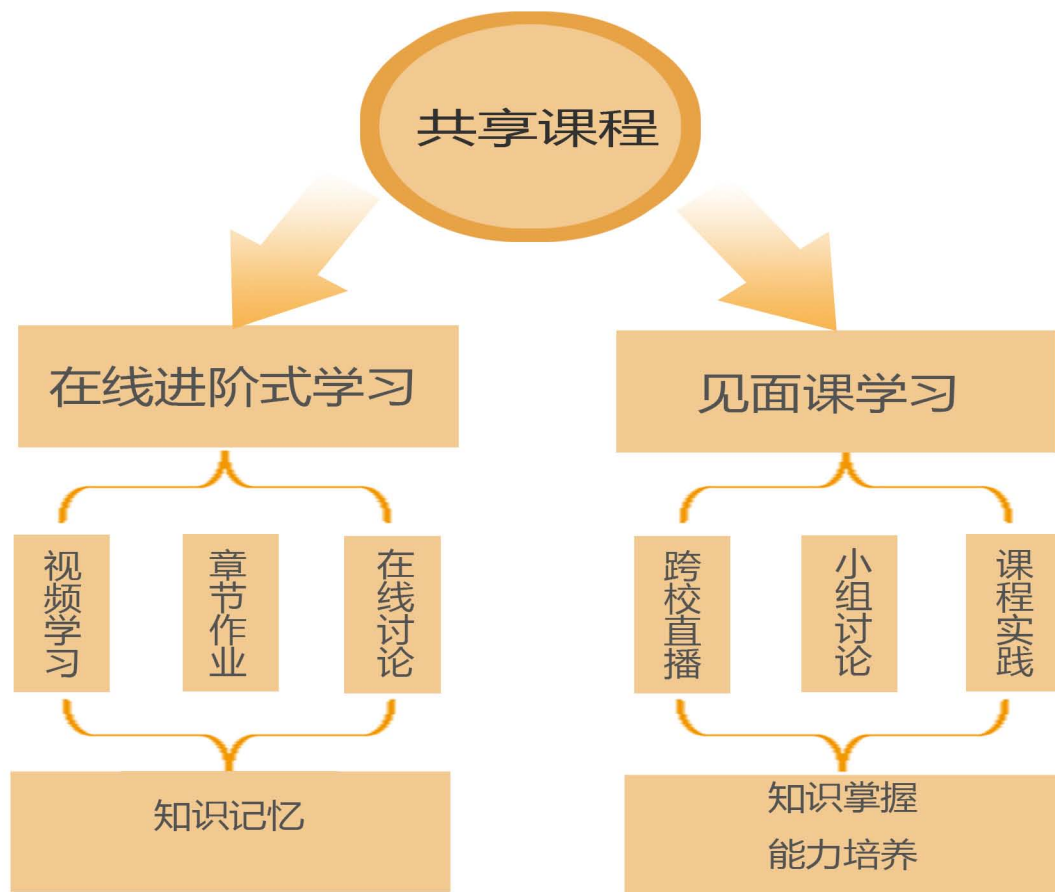 共享课程
在线进阶式学习
见面课学习
视频学习
章节作业
在线讨论
跨校直播
小组讨论
课程实践
知识记忆
知识掌握
能力培养